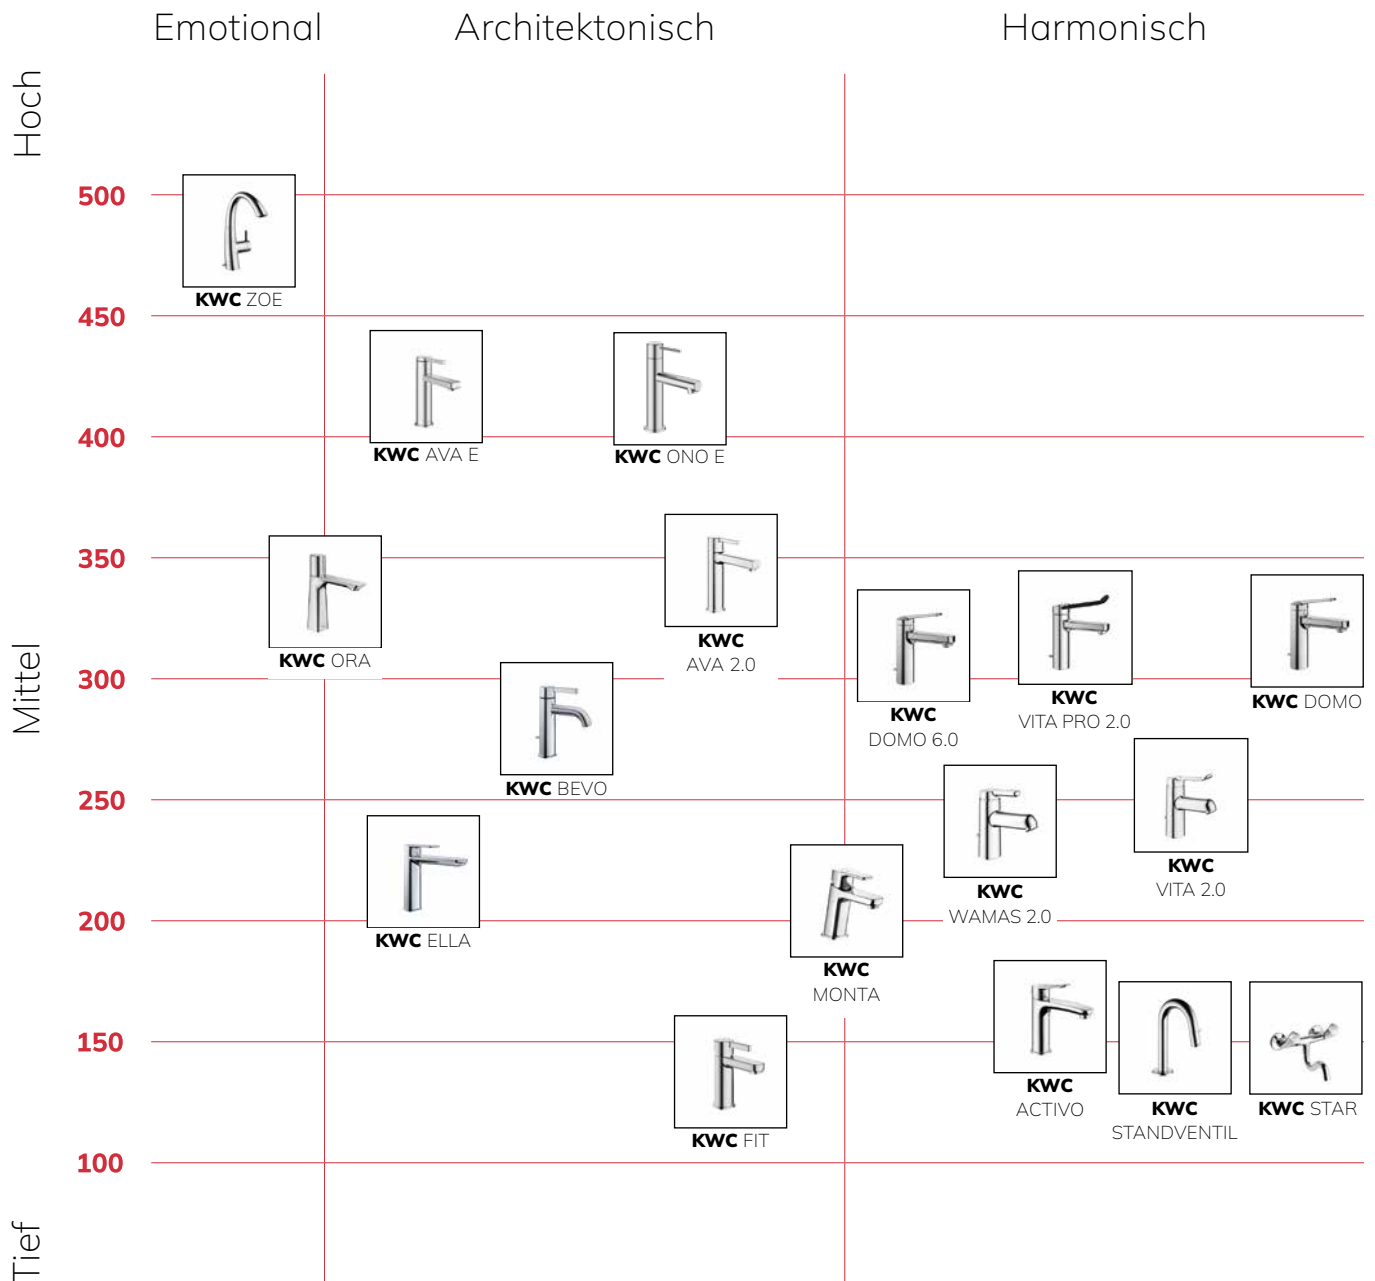 Emotional
Architektonisch
Harmonisch
Hoch
500
KWC ZOE
450
KWC AVA E
KWC ONO E
400
350
KWC ORA
KWC
AVA 2.0
Mittel
300
KWC
DOMO 6.0
KWC
VITA PRO 2.0
KWC DOMO
KWC BEVO
250
KWC
WAMAS 2.0
KWC
VITA 2.0
200
KWC ELLA
KWC
MONTA
150
KWC
ACTIVO
KWC
STANDVENTIL
KWC STAR
KWC FIT
100
Tief